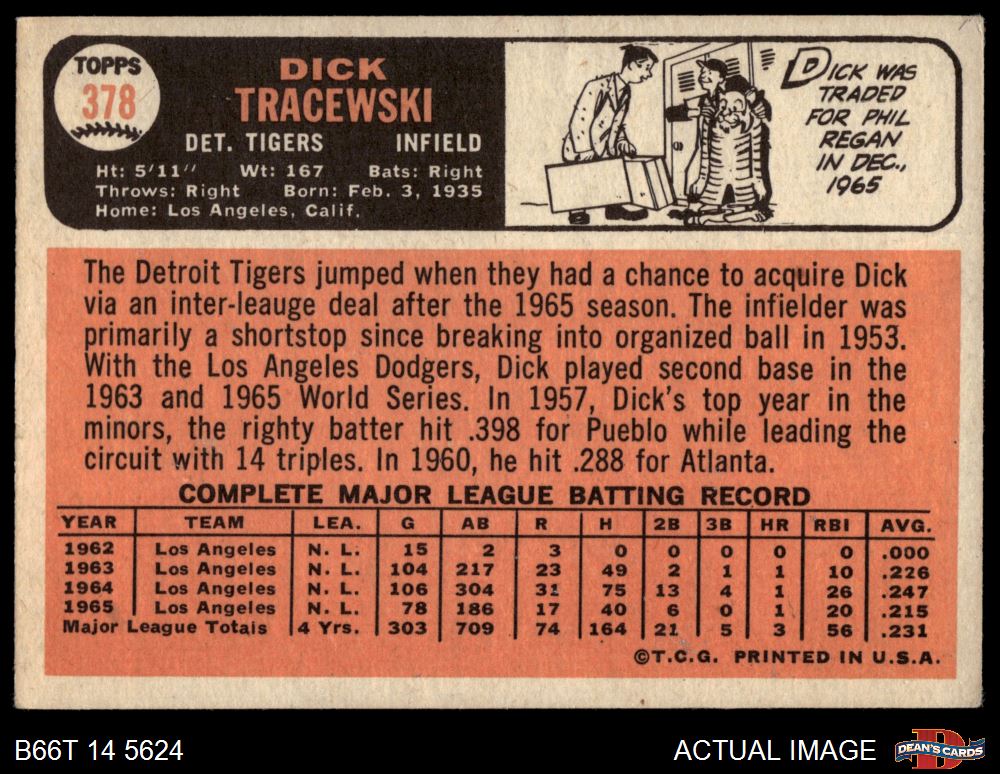 TOPPS
378
DICK
TRACEWSKI
DET. TIGERS INFIELD
Ht: 5'11'' Wt: 167 Bats: Right
Throws: Right Born: Feb. 3, 1935
Home: Los Angeles, Calif.
DICK WAS
TRADED
FOR PHIL
REGAN
IN DEC.,
1965
The Detroit Tigers jumped when they had a chance to acquire Dick
via an inter-leauge deal after the 1965 season. The infielder was
primarily a shortstop since breaking into organized ball in 1953.
With the Los Angeles Dodgers, Dick played second base in the
1963 and 1965 World Series. In 1957, Dick's top year in the
minors, the righty batter hit .398 for Pueblo while leading the
circuit with 14 triples. In 1960, he hit .288 for Atlanta.
COMPLETE MAJOR LEAGUE BATTING RECORD
YEAR TEAM LEA. G AB R H 2B 3B HR RBI AVG.
1962 Los Angeles N. L. 15 2 3 0 0 0 0 0 .000
1963 Los Angeles N. L. 104 217 23 49 2 1 1 10 .226
1964 Los Angeles N. L. 106 304 31 75 13 4 1 26 .247
1965 Los Angeles N. L. 78 186 17 40 6 0 1 20 .215
Major League Totals 4 Yrs. 303 709 74 164 21 5 3 56 .231
©T.C.G. PRINTED IN U.S.A.
B66T 14 5624
ACTUAL IMAGE
DEAN'S CARDS